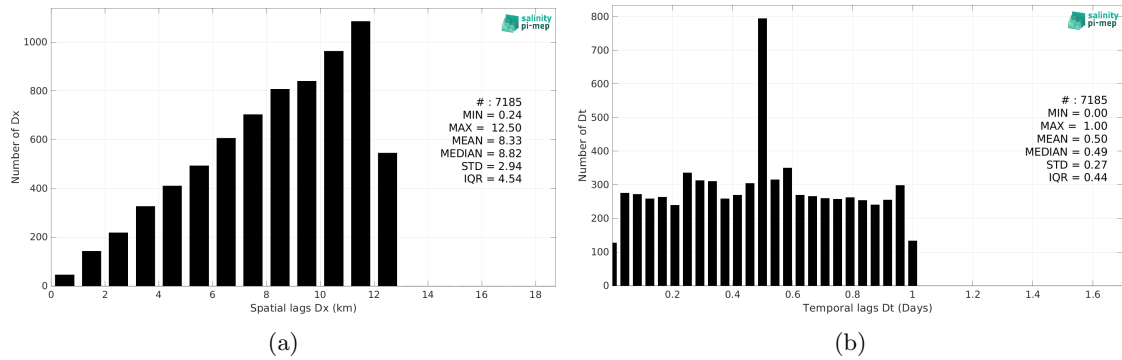 salinity
pi-mep
1000
800
600
400
200
0
Number of Dx
# : 7185
MIN = 0.24
MAX = 12.50
MEAN = 8.33
MEDIAN = 8.82
STD = 2.94
IQR = 4.54
0 2 4 6 8 10 12 14 16 18
Spatial lags Dx (km)
(a)
salinity
pi-mep
800
700
600
500
400
300
200
100
0
Number of Dt
# : 7185
MIN = 0.00
MAX = 1.00
MEAN = 0.50
MEDIAN = 0.49
STD = 0.27
IQR = 0.44
0.2 0.4 0.6 0.8 1 1.2 1.4 1.6
Temporal lags Dt (Days)
(b)